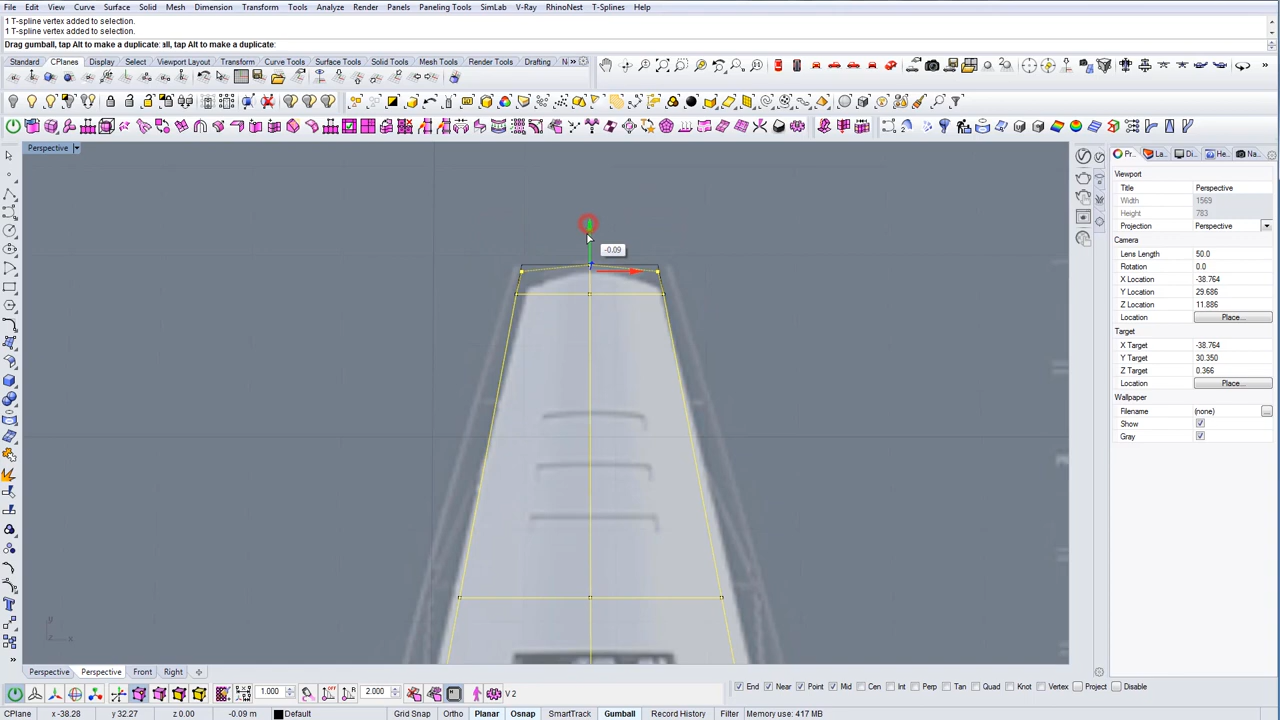 File Edit View Curve Surface Solid Mesh Dimension Transform Tools Analyze Render Panels Paneling Tools SimLab V-Ray RhinoNest T-Splines Help
1 T-spline vertex added to selection.
1 T-spline vertex added to selection.
Drag gumball, tap Alt to make a duplicate: all, tap Alt to make a duplicate:
Standard CPlanes Display Select Viewport Layout Transform Curve Tools Surface Tools Solid Tools Mesh Tools Render Tools Drafting
Perspective
Pr.. La... Di... He... Na...
Viewport
Title Perspective
Width 1569
Height 783
Projection Perspective
Camera
Lens Length 50.0
Rotation 0.0
X Location -38.764
Y Location 29.686
Z Location 11.886
Location Place...
Target
X Target -38.764
Y Target 30.350
Z Target 0.366
Location Place...
Wallpaper
Filename (none) ...
Show
Gray
-0.09
y
z x
Perspective Perspective Front Right
1.000 2.000 V 2
End Near Point Mid Cen Int Perp Tan Quad Knot Vertex Project Disable
CPlane x -38.28 y 32.27 z 0.00 -0.09 m Default Grid Snap Ortho Planar Osnap SmartTrack Gumball Record History Filter Memory use: 417 MB